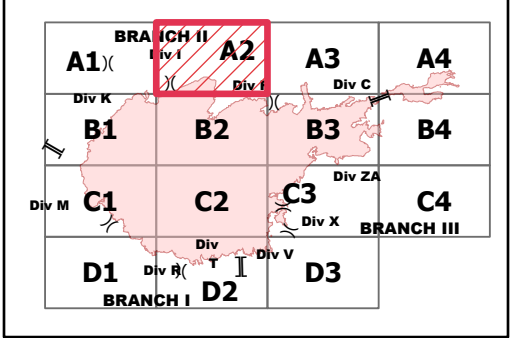 BRANCH II
Div I
A1
A2
A3
A4
Div C
Div K
B1
B2
B3
B4
Div ZA
Div M
C1
C2
C3
C4
Div X
BRANCH III
Div
T
Div V
D1
Div R
D2
D3
BRANCH I